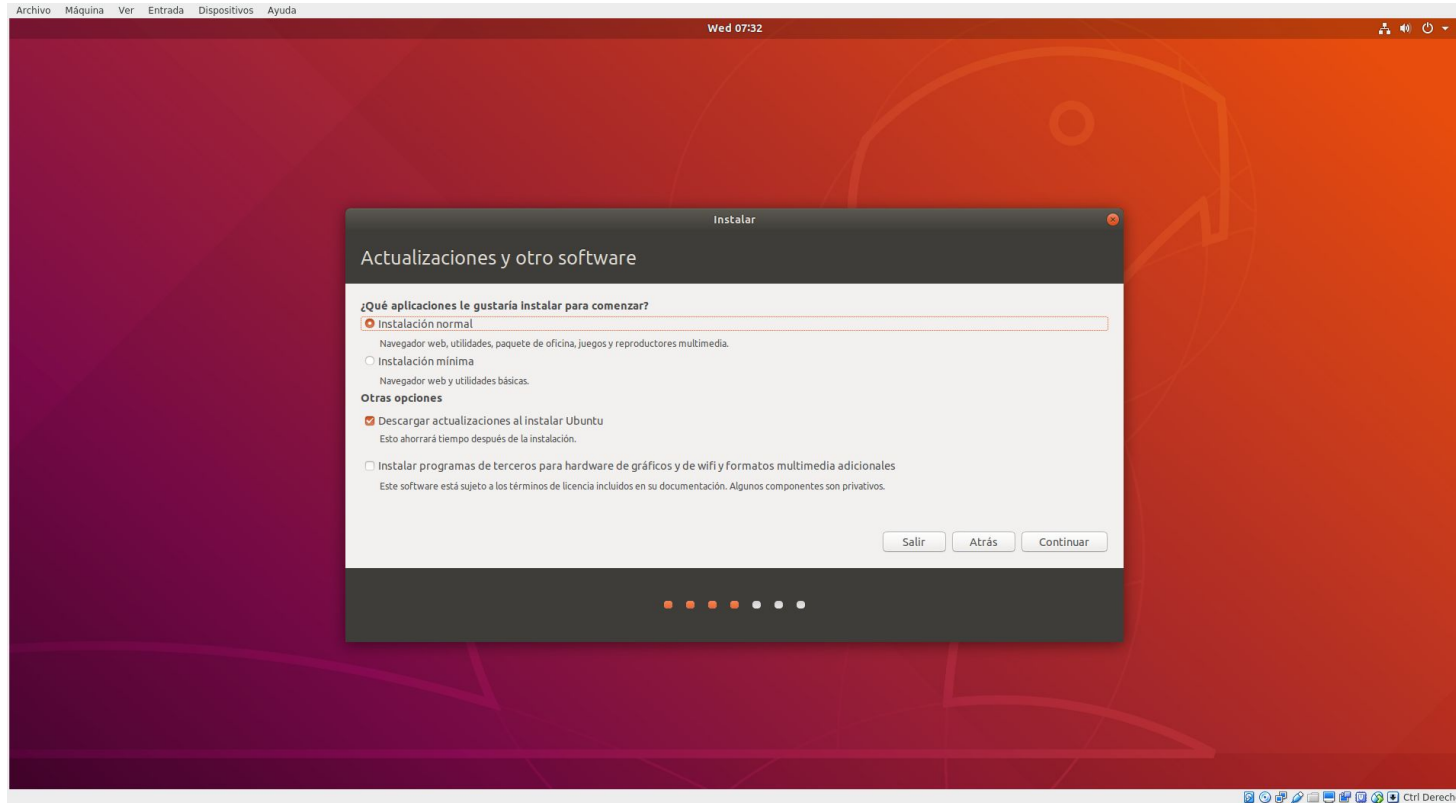 Archivo Máquina Ver Entrada Dispositivos Ayuda
Wed 07:32
Instalar
Actualizaciones y otro software
¿Qué aplicaciones le gustaría instalar para comenzar?
Instalación normal
Navegador web, utilidades, paquete de oficina, juegos y reproductores multimedia.
Instalación mínima
Navegador web y utilidades básicas.
Otras opciones
Descargar actualizaciones al instalar Ubuntu
Esto ahorrará tiempo después de la instalación.
Instalar programas de terceros para hardware de gráficos y de wifi y formatos multimedia adicionales
Este software está sujeto a los términos de licencia incluidos en su documentación. Algunos componentes son privativos.
Salir Atrás Continuar
Ctrl Derech